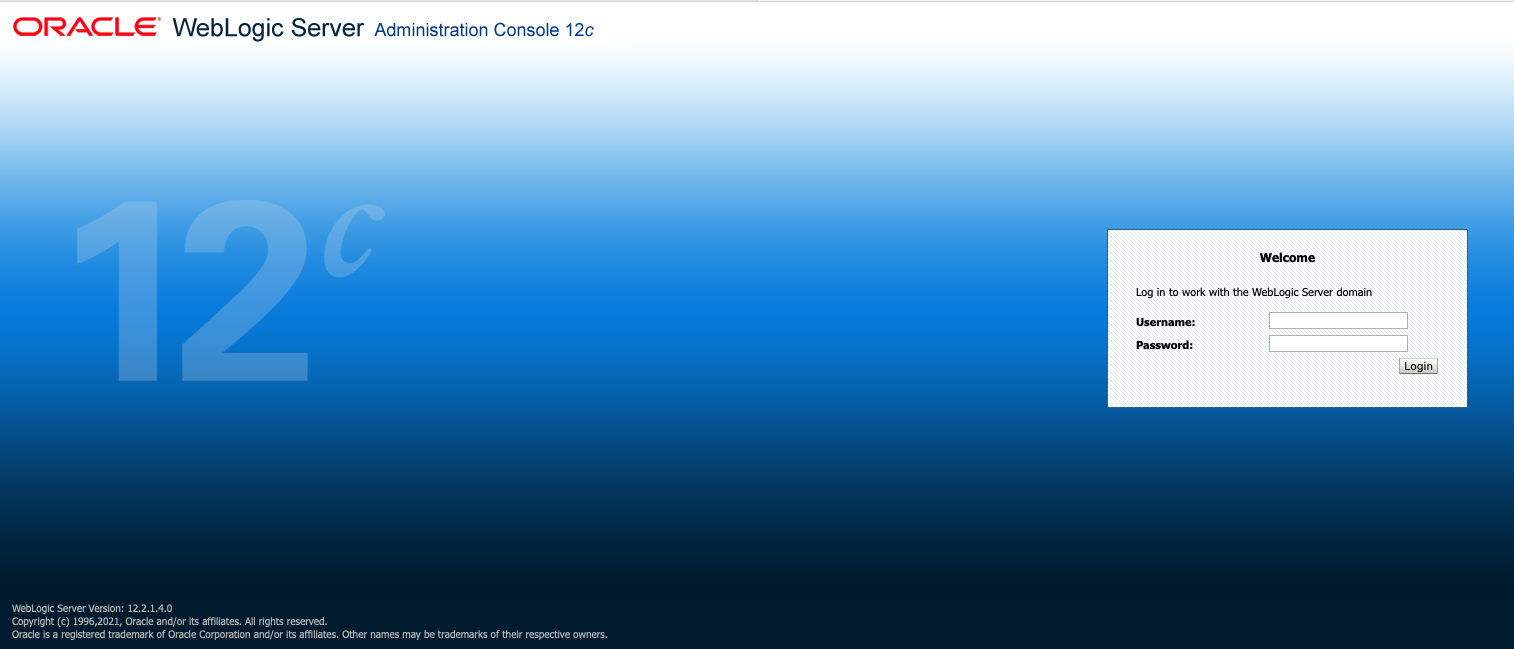 ORACLE® WebLogic Server Administration Console 12c
12c
Welcome
Log in to work with the WebLogic Server domain
Username:
Password:
Login
WebLogic Server Version: 12.2.1.4.0
Copyright (c) 1996,2021, Oracle and/or its affiliates. All rights reserved.
Oracle is a registered trademark of Oracle Corporation and/or its affiliates. Other names may be trademarks of their respective owners.